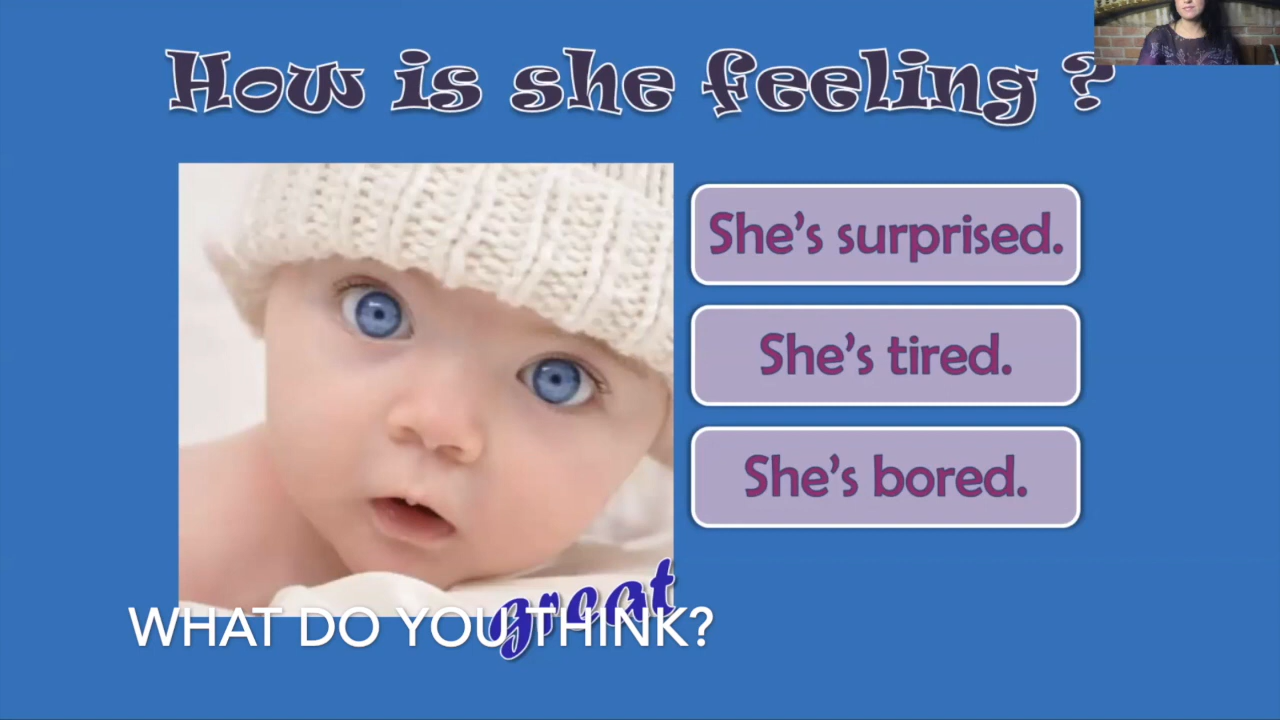 How is she feeling ?
She's surprised.
She's tired.
She's bored.
great
WHAT DO YOU THINK?